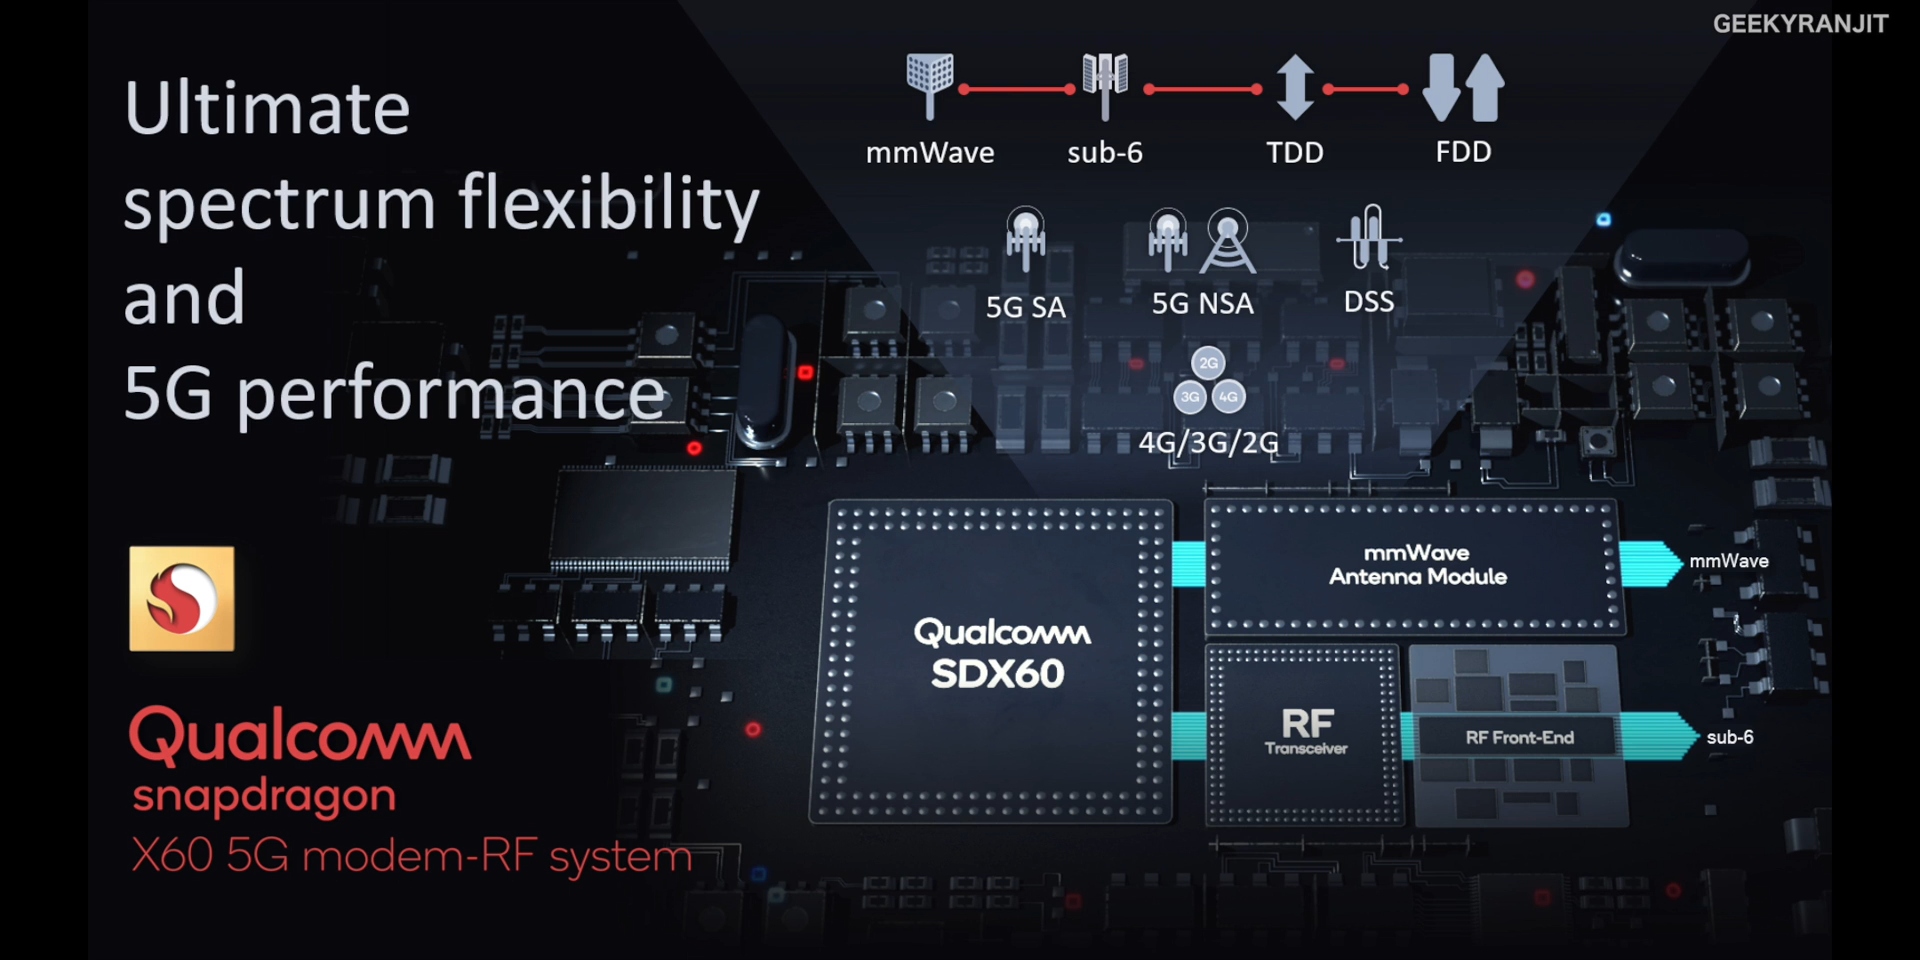 GEEKYRANJIT
Ultimate
spectrum flexibility
and
5G performance
mmWave
sub-6
TDD
FDD
5G SA
5G NSA
DSS
2G
3G
4G
4G/3G/2G
Qualcomm
SDX60
mmWave
Antenna Module
mmWave
RF
Transceiver
RF Front-End
sub-6
Qualcomm
snapdragon
X60 5G modem-RF system